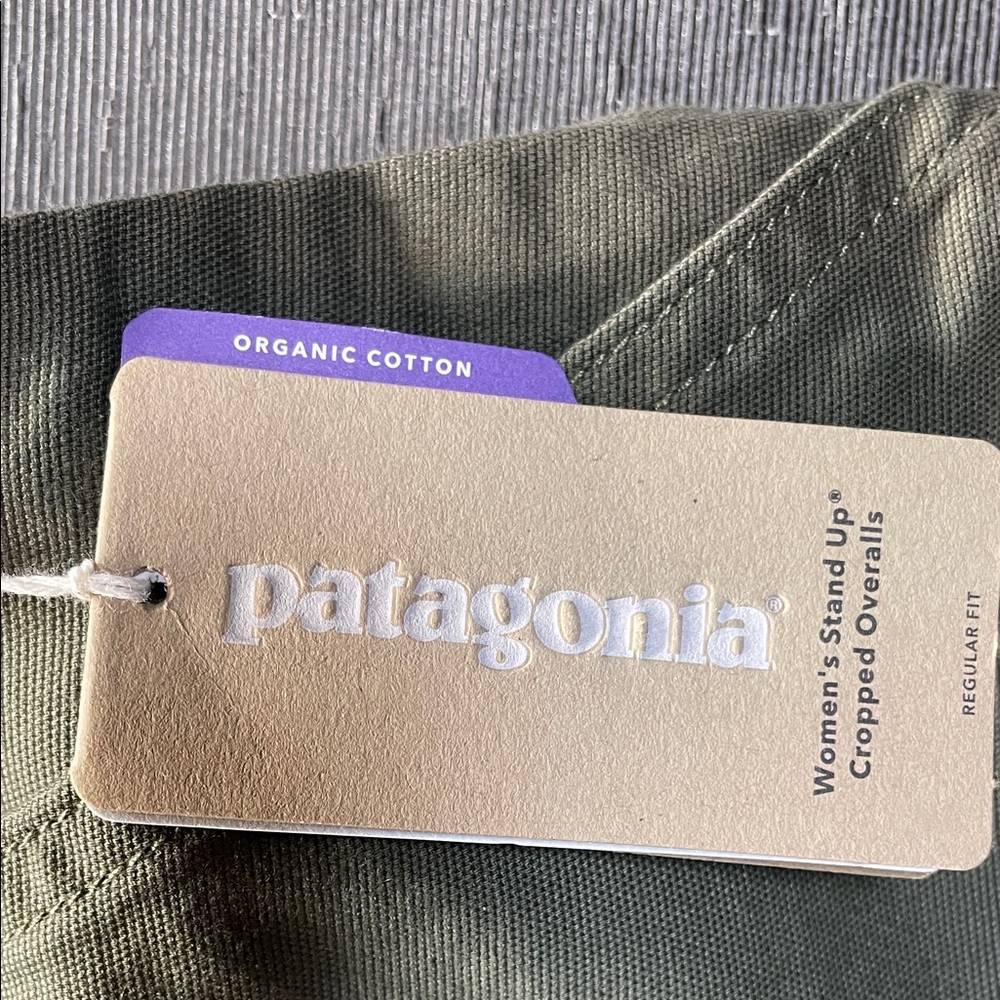 ORGANIC COTTON
patagonia®
Women's Stand Up®
Cropped Overalls
REGULAR FIT